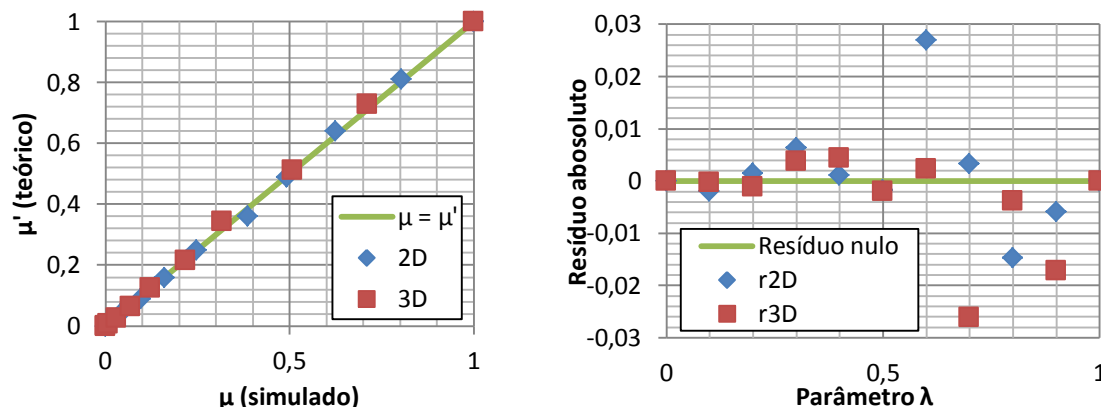 1
0,8
0,6
0,4
0,2
0
μ' (teórico)
0
0,5
1
μ (simulado)
μ = μ'
2D
3D
0,03
0,02
0,01
0
-0,01
-0,02
-0,03
Resíduo abosoluto
0
0,5
1
Parâmetro λ
Resíduo nulo
r2D
r3D